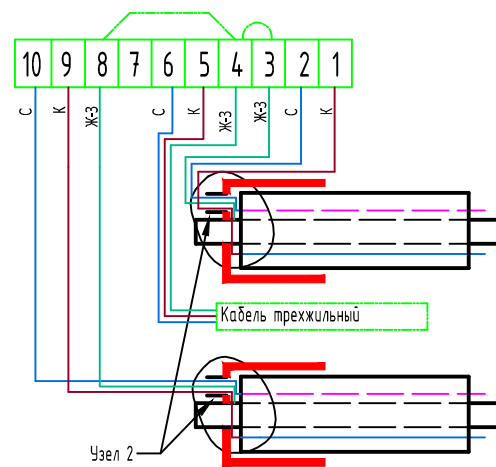 10 9 8 7 6 5 4 3 2 1
С К Ж-З С К Ж-З Ж-З С К
Кабель трехжильный
Узел 2